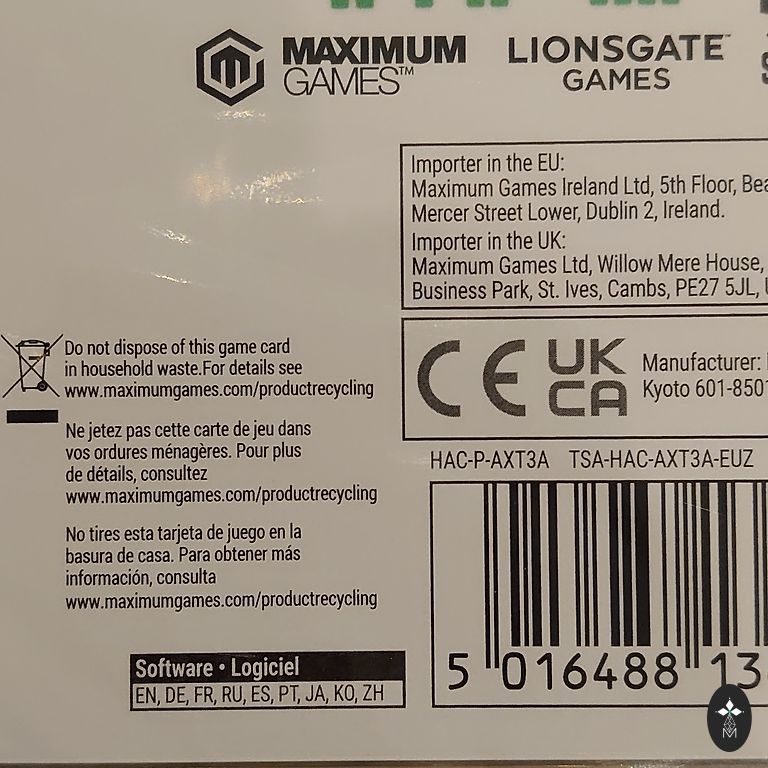 MAXIMUM
GAMES™
LIONSGATE
GAMES
Importer in the EU:
Maximum Games Ireland Ltd, 5th Floor,
Mercer Street Lower, Dublin 2, Ireland.
Importer in the UK:
Maximum Games Ltd, Willow Mere House,
Business Park, St. Ives, Cambs, PE27 5JL,
Do not dispose of this game card
in household waste.For details see
www.maximumgames.com/productrecycling
Ne jetez pas cette carte de jeu dans
vos ordures ménagères. Pour plus
de détails, consultez
www.maximumgames.com/productrecycling
No tires esta tarjeta de juego en la
basura de casa. Para obtener más
información, consulta
www.maximumgames.com/productrecycling
Software • Logiciel
EN, DE, FR, RU, ES, PT, JA, KO, ZH
CE
UK
CA
Manufacturer:
Kyoto 601-8501
HAC-P-AXT3A TSA-HAC-AXT3A-EUZ
5 016488 13
M